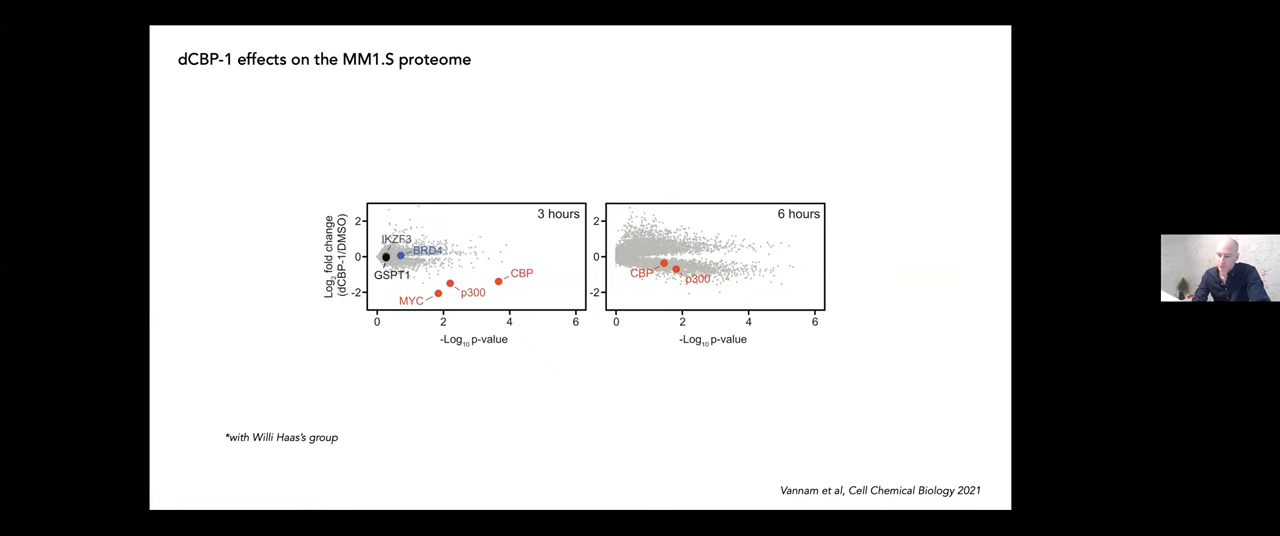 dCBP-1 effects on the MM1.S proteome
Log2 fold change
(dCBP-1/DMSO)
2
0
-2
3 hours
IKZF3
BRD4
GSPT1
CBP
p300
MYC
0 2 4 6
-Log10 p-value
2
0
-2
6 hours
CBP
p300
0 2 4 6
-Log10 p-value
*with Willi Haas's group
Vannam et al, Cell Chemical Biology 2021